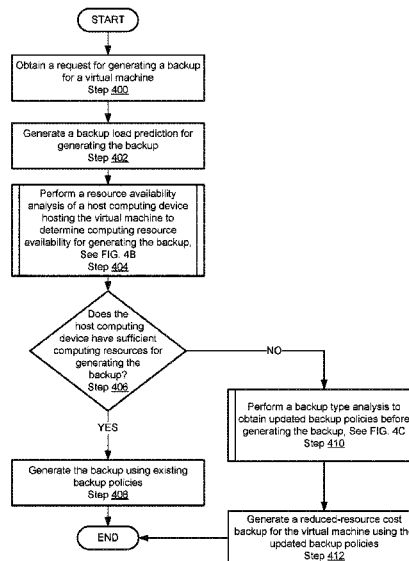 START
Obtain a request for generating a backup
for a virtual machine
Step 400
Generate a backup load prediction for
generating the backup
Step 402
Perform a resource availability
analysis of a host computing device
hosting the virtual machine to
determine computing resource
availability for generating the backup,
See FIG. 4B
Step 404
Does the
host computing
device have sufficient
computing resources for
generating the
backup?
Step 406
NO
YES
Perform a backup type analysis to
obtain updated backup policies before
generating the backup, See FIG. 4C
Step 410
Generate the backup using existing
backup policies
Step 408
Generate a reduced-resource cost
backup for the virtual machine using the
updated backup policies
Step 412
END